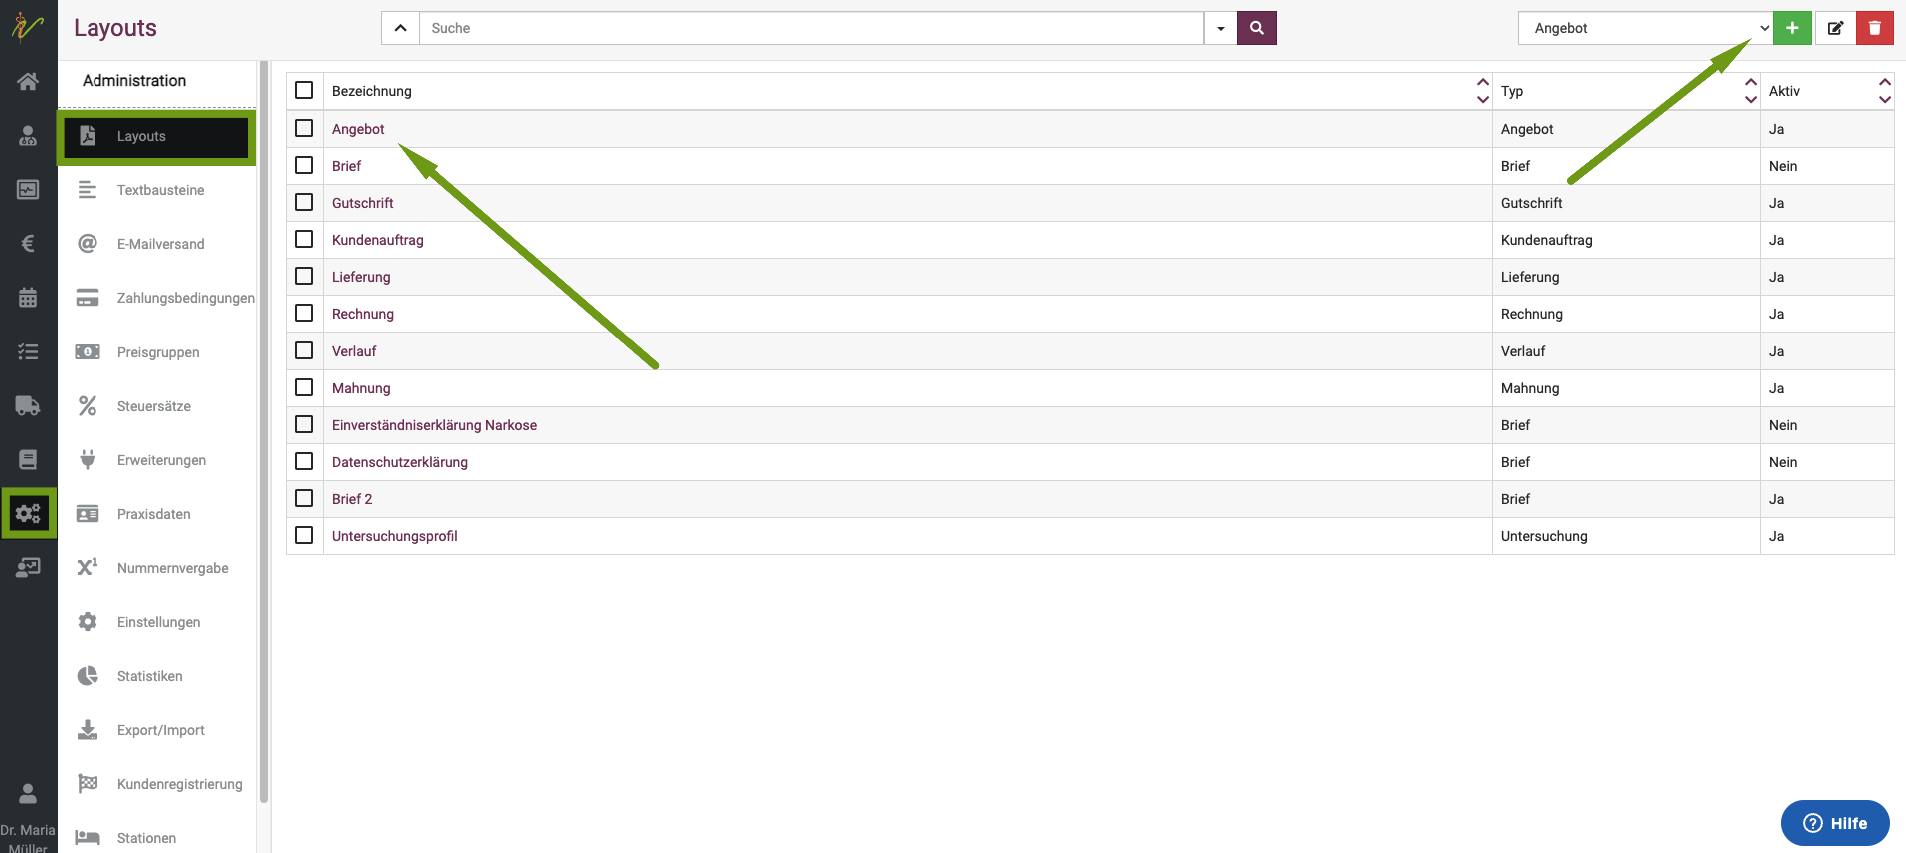 Layouts
Suche
Angebot
Administration
Layouts
Textbausteine
E-Mailversand
Zahlungsbedingungen
Preisgruppen
Steuersätze
Erweiterungen
Praxisdaten
Nummernvergabe
Einstellungen
Statistiken
Export/Import
Kundenregistrierung
Stationen
Dr. Maria
Müller
Bezeichnung Typ Aktiv
Angebot Angebot Ja
Brief Brief Nein
Gutschrift Gutschrift Ja
Kundenauftrag Kundenauftrag Ja
Lieferung Lieferung Ja
Rechnung Rechnung Ja
Verlauf Verlauf Ja
Mahnung Mahnung Ja
Einverständniserklärung Narkose Brief Nein
Datenschutzerklärung Brief Nein
Brief 2 Brief Ja
Untersuchungsprofil Untersuchung Ja
Hilfe